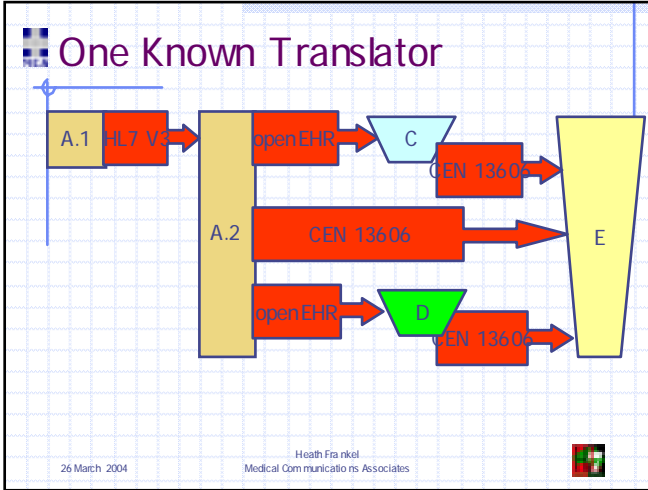 One Known Translator
A.1
HL7 V3
openEHR
C
CEN 13606
A.2
CEN 13606
E
openEHR
D
CEN 13606
26 March 2004
Heath Frankel
Medical Communications Associates